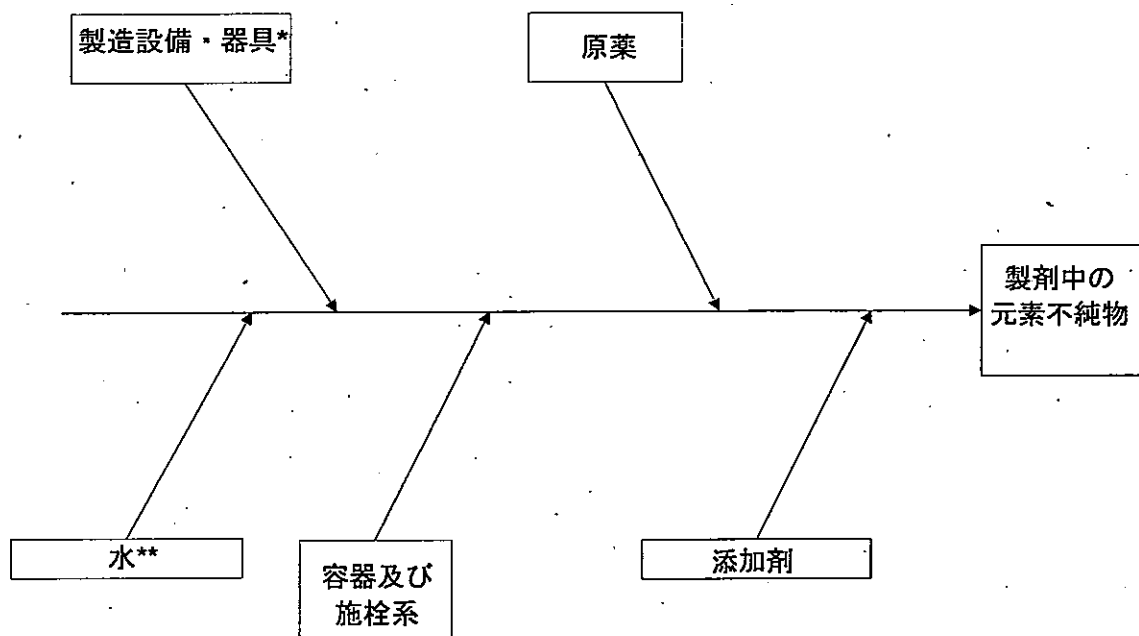 製造設備・器具*
原薬
製剤中の
元素不純物
水**
容器及び
施栓系
添加剤